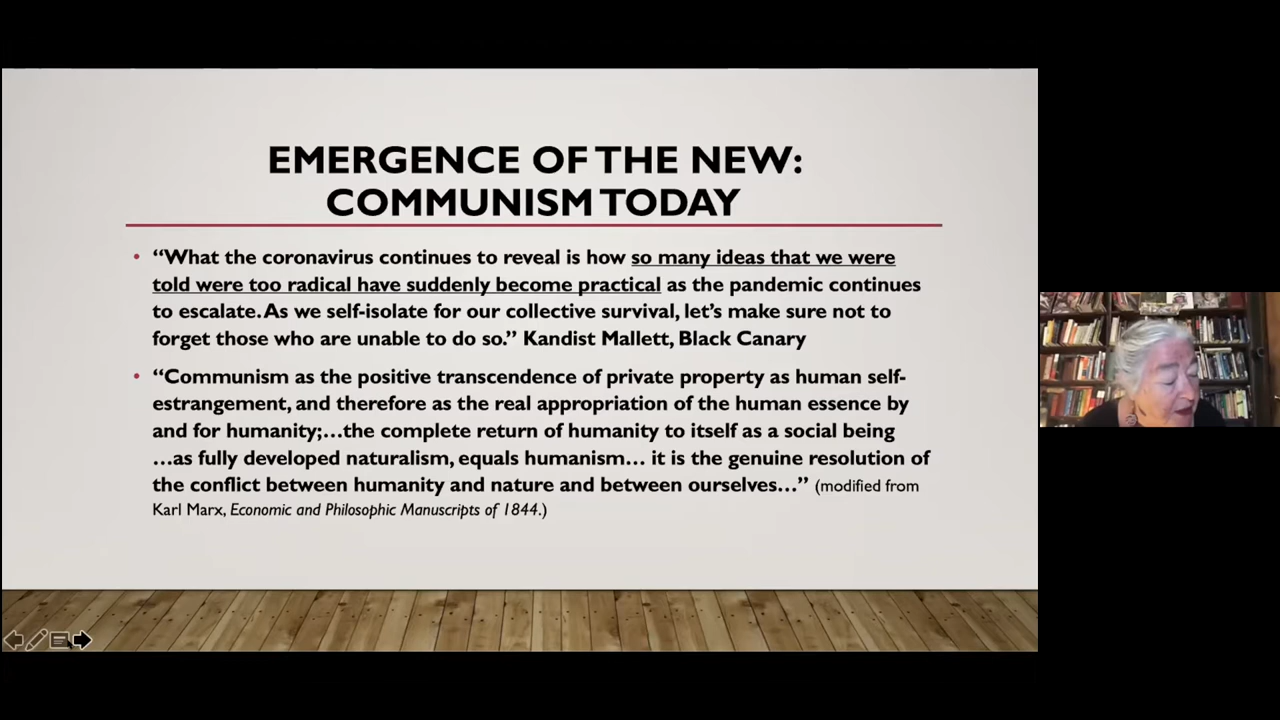 EMERGENCE OF THE NEW:
COMMUNISM TODAY
• “What the coronavirus continues to reveal is how so many ideas that we were
told were too radical have suddenly become practical as the pandemic continues
to escalate. As we self-isolate for our collective survival, let’s make sure not to
forget those who are unable to do so.” Kandist Mallett, Black Canary
• “Communism as the positive transcendence of private property as human self-
estrangement, and therefore as the real appropriation of the human essence by
and for humanity;…the complete return of humanity to itself as a social being
…as fully developed naturalism, equals humanism… it is the genuine resolution of
the conflict between humanity and nature and between ourselves…” (modified from
Karl Marx, Economic and Philosophic Manuscripts of 1844.)